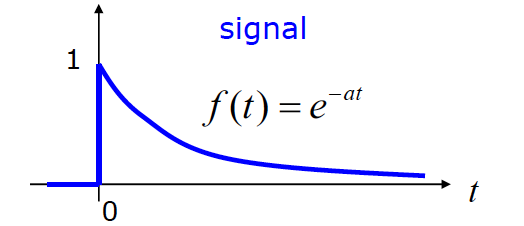 signal
1
f(t) = e^{-at}
t
0